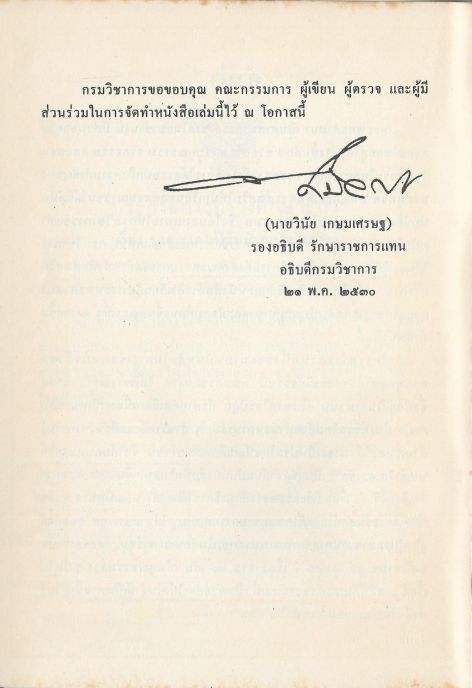 กรมวิชาการขอขอบคุณ คณะกรรมการ ผู้เขียน ผู้ตรวจ และผู้มี
ส่วนร่วมในการจัดทำหนังสือเล่มนี้ไว้ ณ โอกาสนี้
(นายวินัย เกษมเศรษฐ)
รองอธิบดี รักษาราชการแทน
อธิบดีกรมวิชาการ
๒๑ พ.ค. ๒๕๓๐